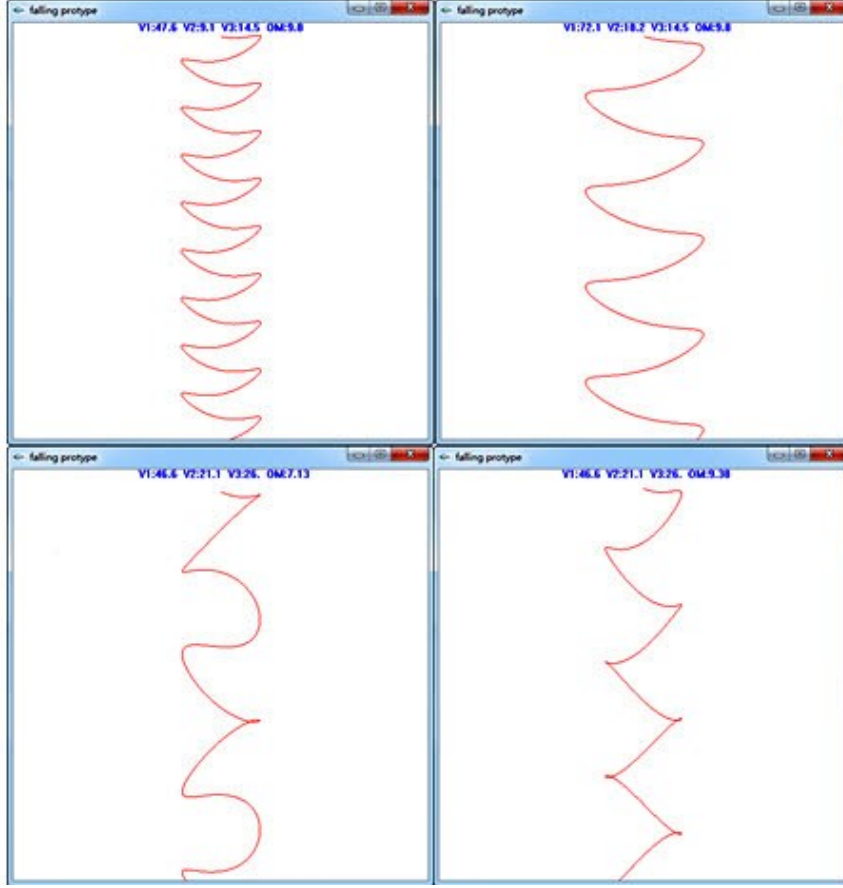 falling protype
V1:47.6 V2:9.1 V3:14.5 OM:9.8
falling protype
V1:72.1 V2:18.2 V3:14.5 OM:9.8
falling protype
V1:46.6 V2:21.1 V3:26. OM:7.13
falling protype
V1:46.6 V2:21.1 V3:26. OM:9.38